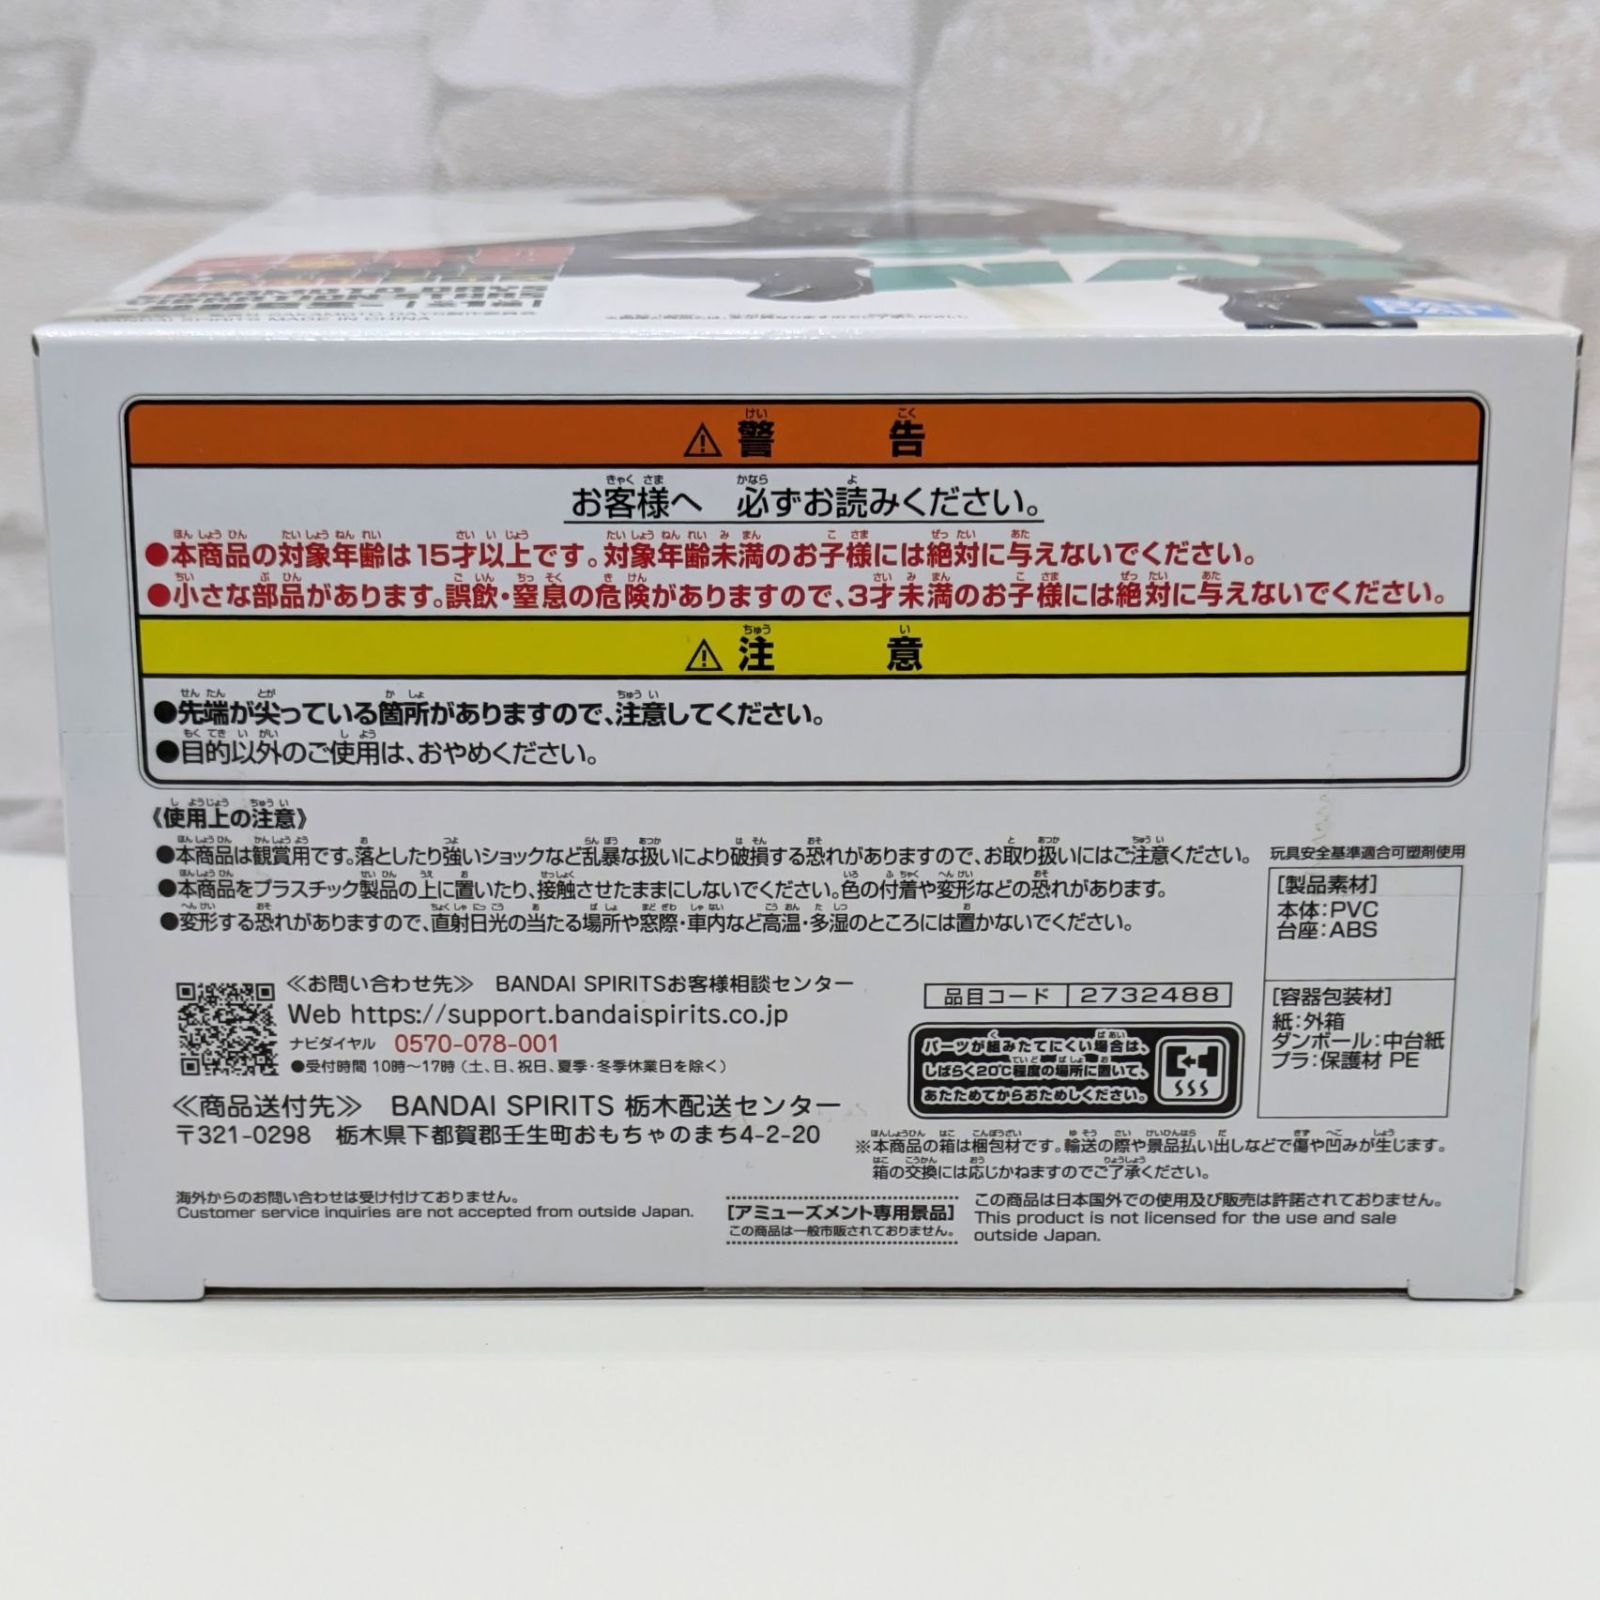 SAKAMOTO DAYS
BANDAI SPIRITS MADE IN CHINA
警告
お客様へ 必ずお読みください。
●本商品の対象年齢は15才以上です。対象年齢未満のお子様には絶対に与えないでください。
●小さな部品があります。誤飲・窒息の危険がありますので、3才未満のお子様には絶対に与えないでください。
注意
●先端が尖っている箇所がありますので、注意してください。
●目的以外のご使用は、おやめください。
《使用上の注意》
●本商品は観賞用です。落としたり強いショックなど乱暴な扱いにより破損する恐れがありますので、お取り扱いにはご注意ください。
●本商品をプラスチック製品の上に置いたり、接触させたままにしないでください。色の付着や変形などの恐れがあります。
●変形する恐れがありますので、直射日光の当たる場所や窓際・車内など高温・多湿のところには置かないでください。
玩具安全基準適合可塑剤使用
[製品素材]
本体:PVC
台座:ABS
[容器包装材]
紙:外箱
ダンボール:中台紙
プラ:保護材 PE
≪お問い合わせ先≫ BANDAI SPIRITSお客様相談センター
Web https://support.bandaispirits.co.jp
ナビダイヤル 0570-078-001
●受付時間 10時〜17時(土、日、祝日、夏季・冬季休業日を除く)
≪商品送付先≫ BANDAI SPIRITS 栃木配送センター
〒321-0298 栃木県下都賀郡壬生町おもちゃのまち4-2-20
品目コード 2732488
パーツが組みたてにくい場合は、
しばらく20℃程度の場所に置いて、
あたためてからおためしください。
※本商品の箱は梱包材です。輸送の際や景品払い出しなどで傷や凹みが生じます。
箱の交換には応じかねますのでご了承ください。
海外からのお問い合わせは受け付けておりません。
Customer service inquiries are not accepted from outside Japan.
[アミューズメント専用景品]
この商品は一般市販されておりません。
この商品は日本国外での使用及び販売は許諾されておりません。
This product is not licensed for the use and sale
outside Japan.